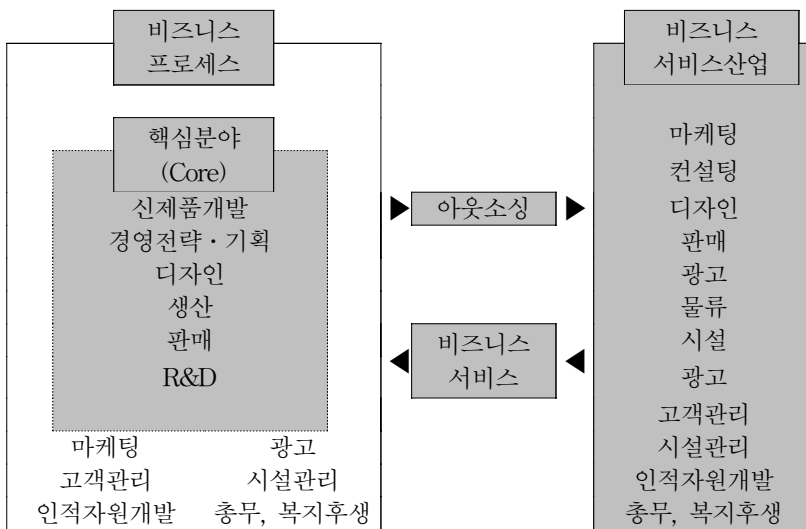 비즈니스
프로세스
핵심분야
(Core)
신제품개발
경영전략·기획
디자인
생산
판매
R&D
마케팅 광고
고객관리 시설관리
인적자원개발 총무, 복지후생
아웃소싱
비즈니스
서비스
비즈니스
서비스산업
마케팅
컨설팅
디자인
판매
광고
물류
시설
광고
고객관리
시설관리
인적자원개발
총무, 복지후생